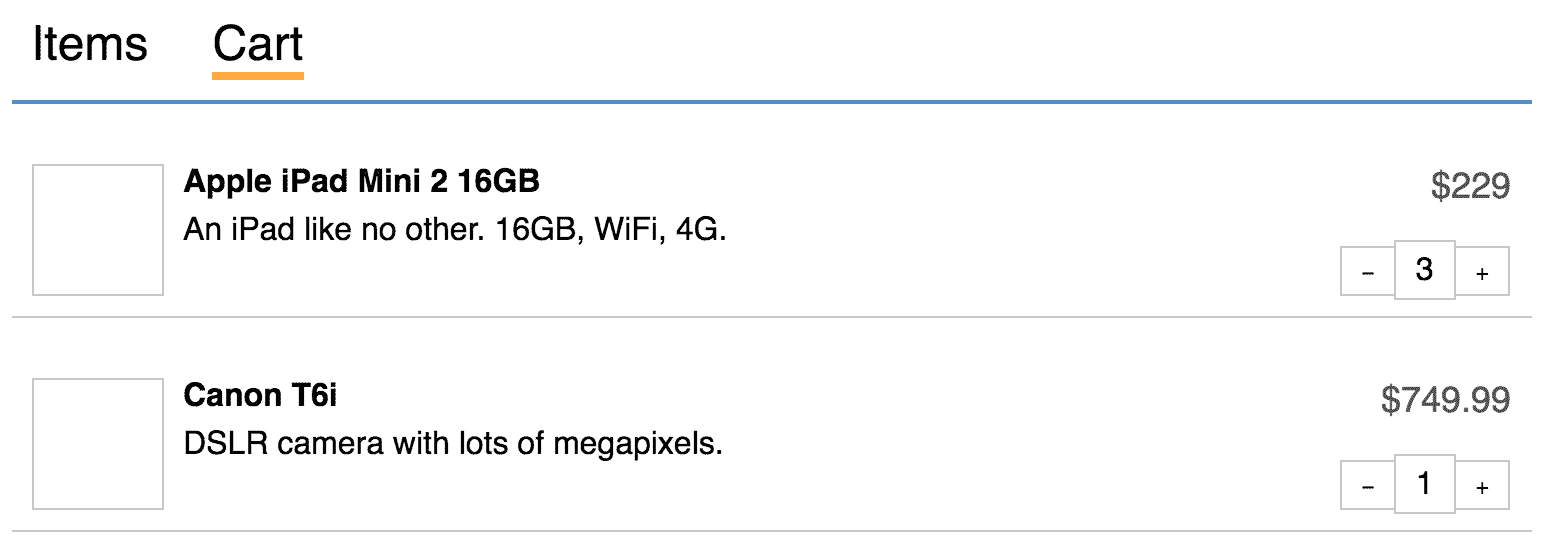 Items Cart
Apple iPad Mini 2 16GB $229
An iPad like no other. 16GB, WiFi, 4G.
- 3 +
Canon T6i $749.99
DSLR camera with lots of megapixels.
- 1 +